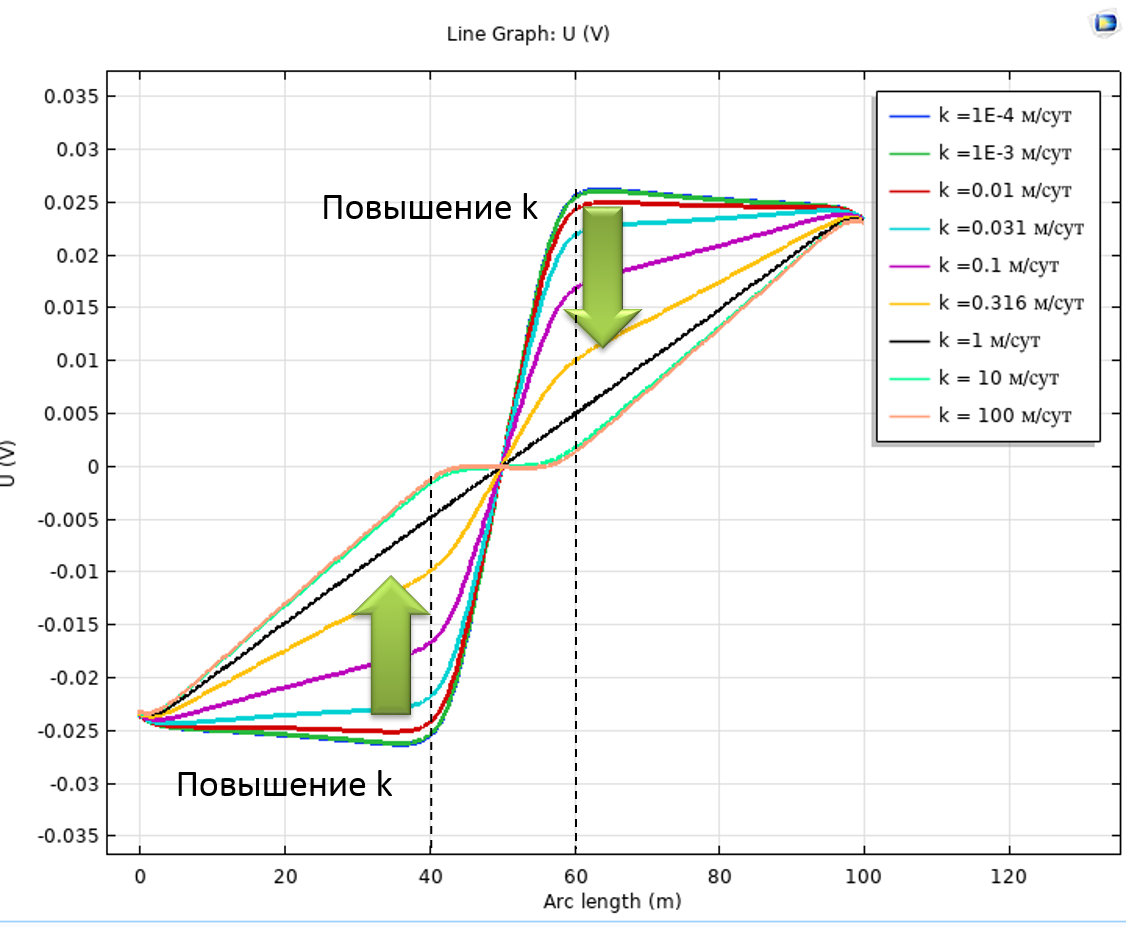 Line Graph: U (V)
0.035
0.03
0.025
0.02
0.015
0.01
0.005
0
-0.005
-0.01
-0.015
-0.02
-0.025
-0.03
-0.035
U (V)
k =1E-4 м/сут
k =1E-3 м/сут
k =0.01 м/сут
k =0.031 м/сут
k =0.1 м/сут
k =0.316 м/сут
k =1 м/сут
k = 10 м/сут
k = 100 м/сут
Повышение k
Повышение k
0 20 40 60 80 100 120
Arc length (m)